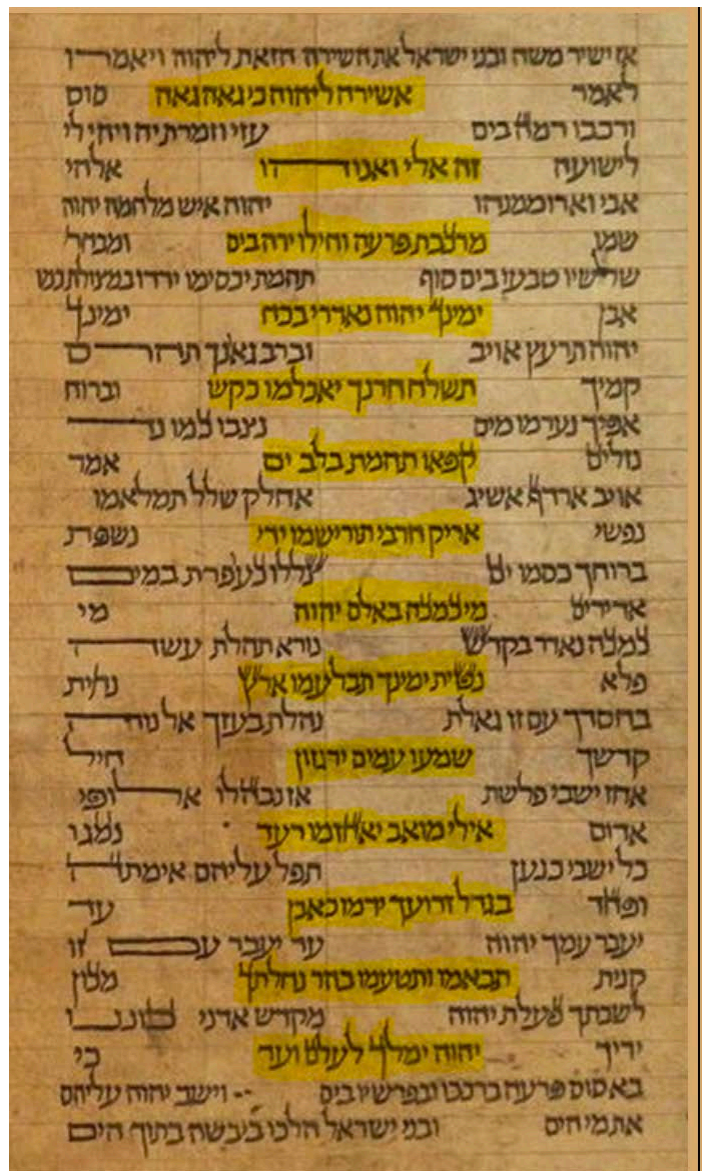 אז ישיר משה ובני ישראל את השירה הזאת ליהוה ויאמרו
לאמר אשירה ליהוה כי גאה גאה סוס
ורכבו רמה בים עזי וזמרת יה ויהי לי
לישועה זה אלי ואנוהו אלהי
אבי וארוממנהו יהוה איש מלחמה יהוה
שמו מרכבת פרעה וחילו ירה בים ומבחר
שלשיו טבעו בים סוף תהמת יכסימו ירדו במצולת כמו
אבן ימינך יהוה נאדרי בכח ימינך
יהוה תרעץ אויב וברב גאנך תהרס
קמיך תשלח חרנך יאכלמו כקש וברוח
אפיך נערמו מים נצבו כמו נד
נזלים קפאו תהמת בלב ים אמר
אויב ארדף אשיג אחלק שלל תמלאמו
נפשי אריק חרבי תורישמו ידי נשפת
ברוחך כסמו ים צללו כעפרת במים
אדירים מי כמכה באלם יהוה מי
כמכה נאדר בקדש נורא תהלת עשה
פלא נטית ימינך תבלעמו ארץ נחית
בחסדך עם זו גאלת נהלת בעזך אל נוה
קדשך שמעו עמים ירגזון חיל
אחז ישבי פלשת אז נבהלו אלופי
אדום אילי מואב יאחזמו רעד נמגו
כל ישבי כנען תפל עליהם אימתה
ופחד בגדל זרועך ידמו כאבן עד
יעבר עמך יהוה עד יעבר עם זו
קנית תבאמו ותטעמו בהר נחלתך מכון
לשבתך פעלת יהוה מקדש אדני כוננו
ידיך יהוה ימלך לעלם ועד כי
בא סוס פרעה ברכבו ובפרשיו בים וישב יהוה עליהם
את מי הים ובני ישראל הלכו ביבשה בתוך הים